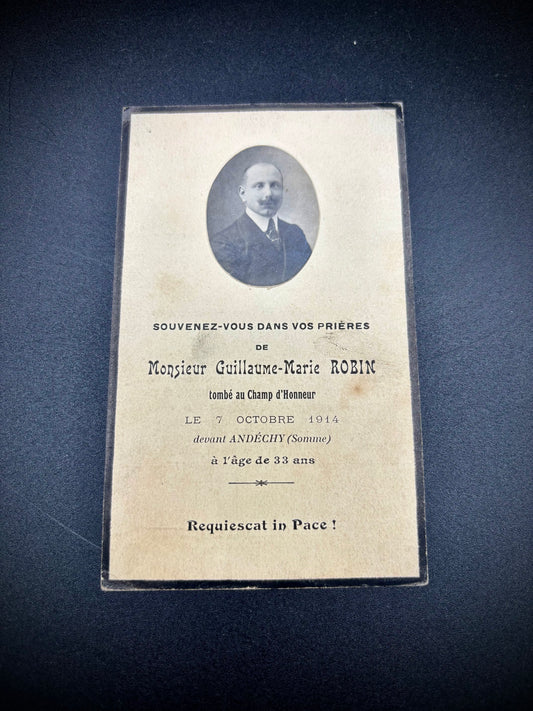 SOUVENEZ-VOUS DANS VOS PRIÈRES
DE
Monsieur Guillaume-Marie ROBIN
tombé au Champ d'Honneur
LE 7 OCTOBRE 1914
devant ANDÉCHY (Somme)
à l'âge de 33 ans
Requiescat in Pace !